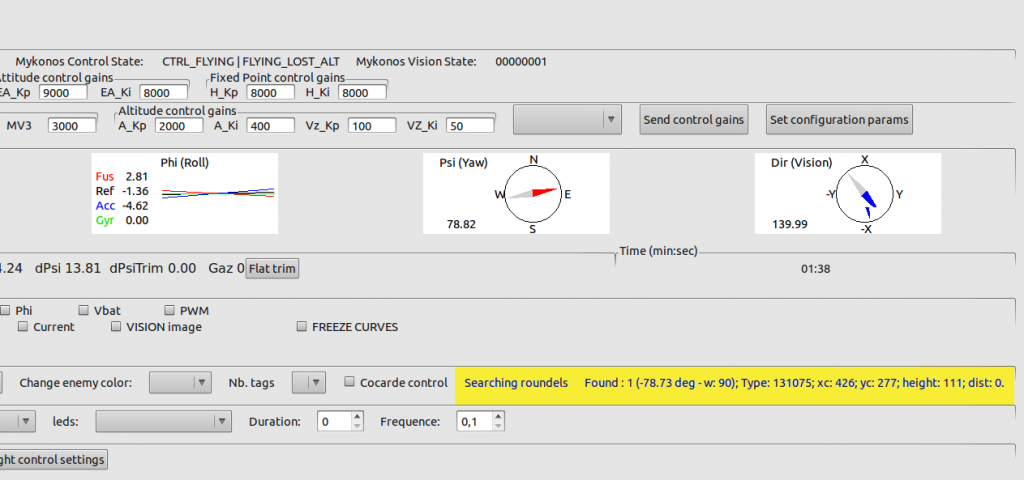 Mykonos Control State: CTRL_FLYING | FLYING_LOST_ALT Mykonos Vision State: 00000001
ttitude control gains Fixed Point control gains
EA_Kp 9000 EA_Ki 8000 H_Kp 8000 H_Ki 8000
Altitude control gains
MV3 3000 A_Kp 2000 A_Ki 400 Vz_Kp 100 VZ_Ki 50 Send control gains Set configuration params
Phi (Roll) Psi (Yaw) N Dir (Vision) X
Fus 2.81
Ref -1.36
Acc -4.62 W E -Y Y
Gyr 0.00 78.82 S 139.99 -X
Time (min:sec)
4.24 dPsi 13.81 dPsiTrim 0.00 Gaz 0 Flat trim 01:38
Phi Vbat PWM
Current VISION image FREEZE CURVES
Change enemy color: Nb. tags Cocarde control Searching roundels Found : 1 (-78.73 deg - w: 90); Type: 131075; xc: 426; yc: 277; height: 111; dist: 0.
leds: Duration: 0 Frequence: 0,1
ght control settings